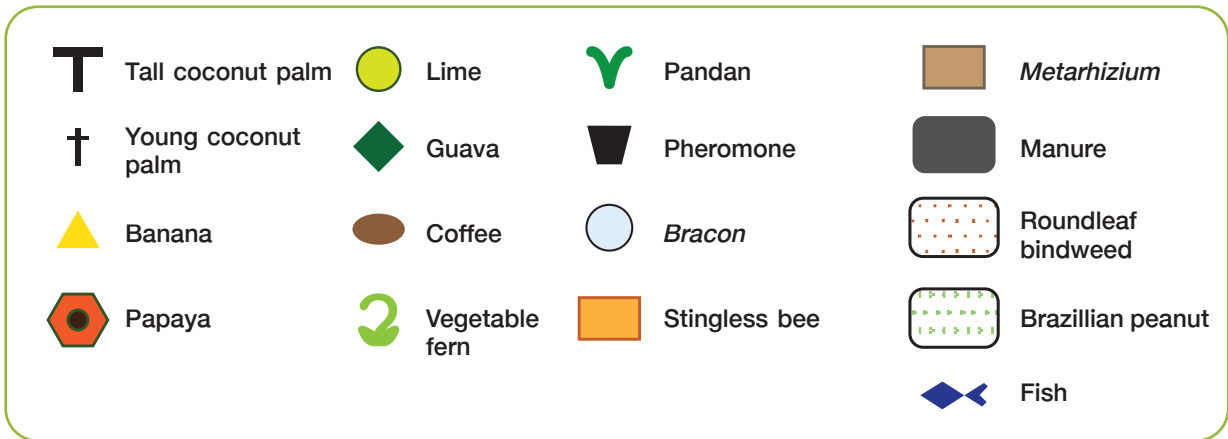 Tall coconut palm
Young coconut
palm
Banana
Papaya
Lime
Guava
Coffee
Vegetable
fern
Pandan
Pheromone
Bracon
Stingless bee
Metarhizium
Manure
Roundleaf
bindweed
Brazillian peanut
Fish